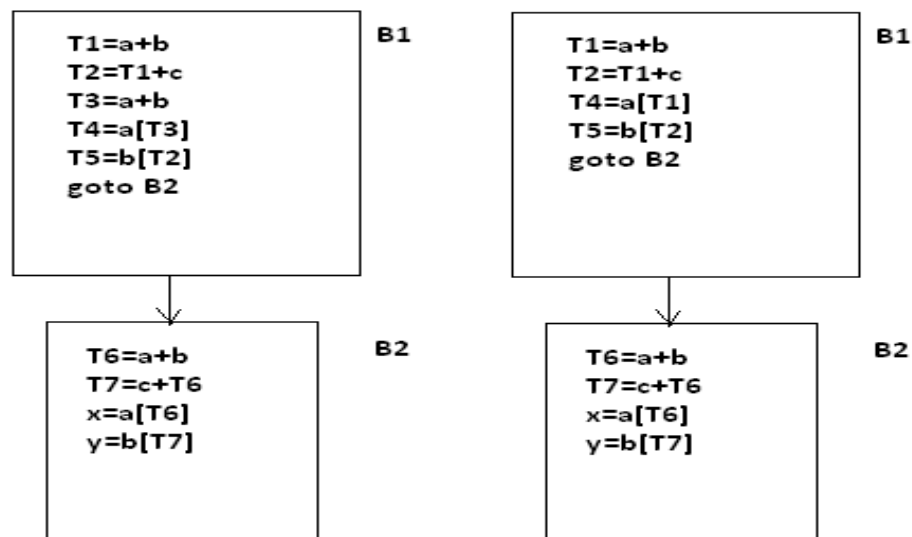 B1
T1=a+b
T2=T1+c
T3=a+b
T4=a[T3]
T5=b[T2]
goto B2
B2
T6=a+b
T7=c+T6
x=a[T6]
y=b[T7]
B1
T1=a+b
T2=T1+c
T4=a[T1]
T5=b[T2]
goto B2
B2
T6=a+b
T7=c+T6
x=a[T6]
y=b[T7]